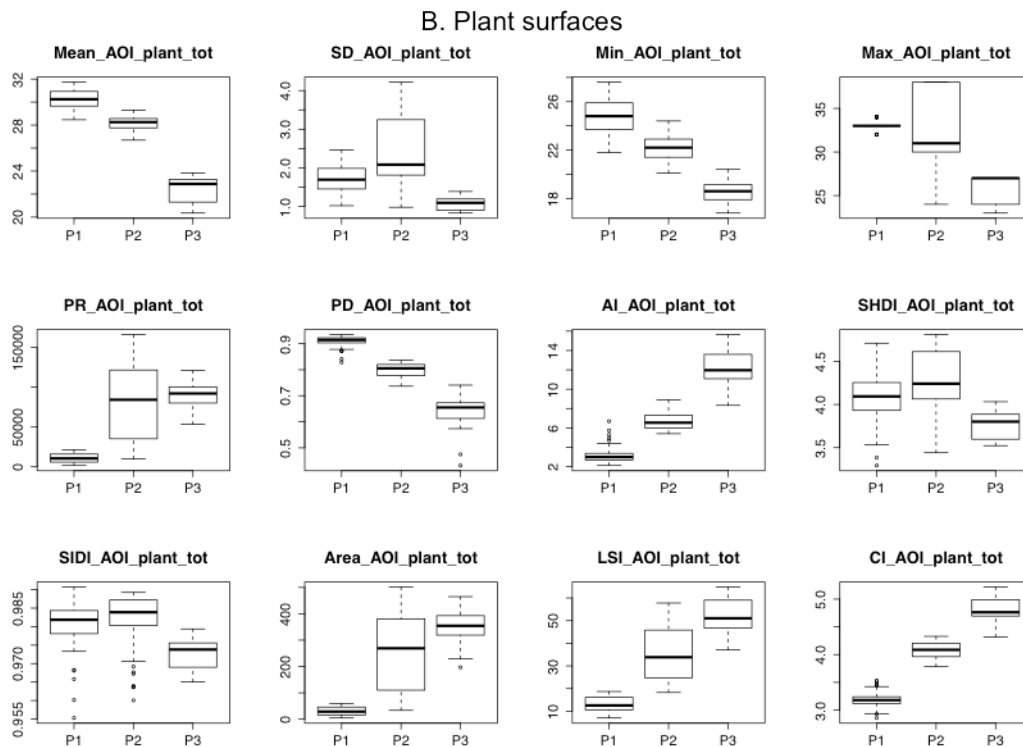 B. Plant surfaces
Mean_AOI_plant_tot SD_AOI_plant_tot Min_AOI_plant_tot Max_AOI_plant_tot
32 28 24 22 20 4.0 3.0 2.0 1.0 26 22 18 35 30 25
P1 P2 P3 P1 P2 P3 P1 P2 P3 P1 P2 P3
PR_AOI_plant_tot PD_AOI_plant_tot AI_AOI_plant_tot SHDI_AOI_plant_tot
150000 50000 0 0.9 0.7 0.5 14 10 6 2 4.5 4.0 3.5
P1 P2 P3 P1 P2 P3 P1 P2 P3 P1 P2 P3
SIDI_AOI_plant_tot Area_AOI_plant_tot LSI_AOI_plant_tot CI_AOI_plant_tot
0.985 0.970 0.955 400 200 0 50 30 10 5.0 4.0 3.0
P1 P2 P3 P1 P2 P3 P1 P2 P3 P1 P2 P3